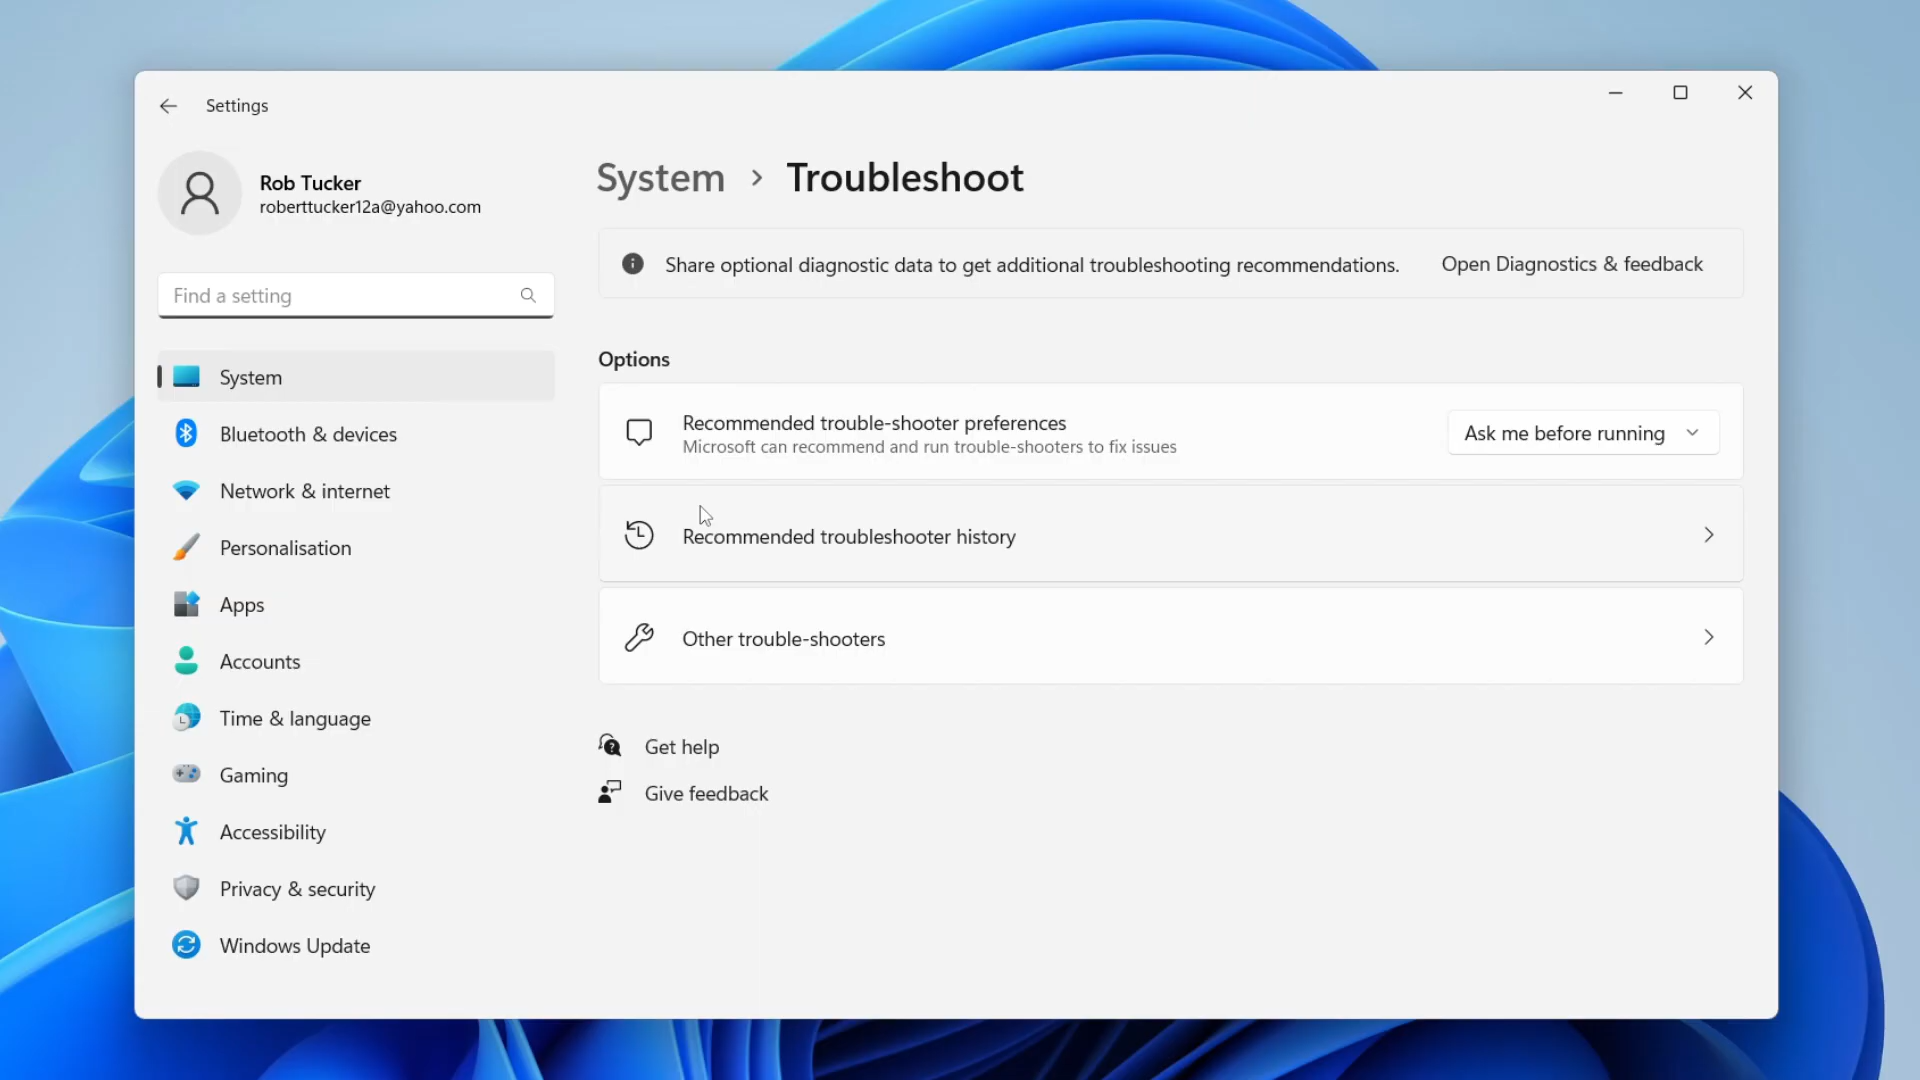 Settings
Rob Tucker
roberttucker12a@yahoo.com
Find a setting
System
Bluetooth & devices
Network & internet
Personalisation
Apps
Accounts
Time & language
Gaming
Accessibility
Privacy & security
Windows Update
System > Troubleshoot
Share optional diagnostic data to get additional troubleshooting recommendations. Open Diagnostics & feedback
Options
Recommended trouble-shooter preferences
Microsoft can recommend and run trouble-shooters to fix issues
Ask me before running
Recommended troubleshooter history
Other trouble-shooters
Get help
Give feedback